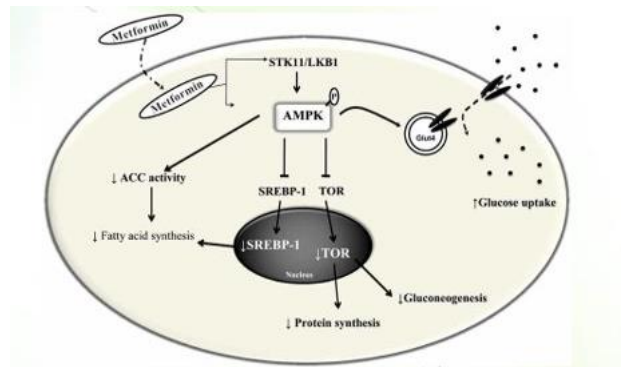 Metformin
Metformin
STK11/LKB1
P
AMPK
Glut4
↓ ACC activity
SREBP-1 TOR
↑Glucose uptake
↓ Fatty acid synthesis
↓SREBP-1
↓TOR
Nucleus
↓Gluconeogenesis
↓ Protein synthesis